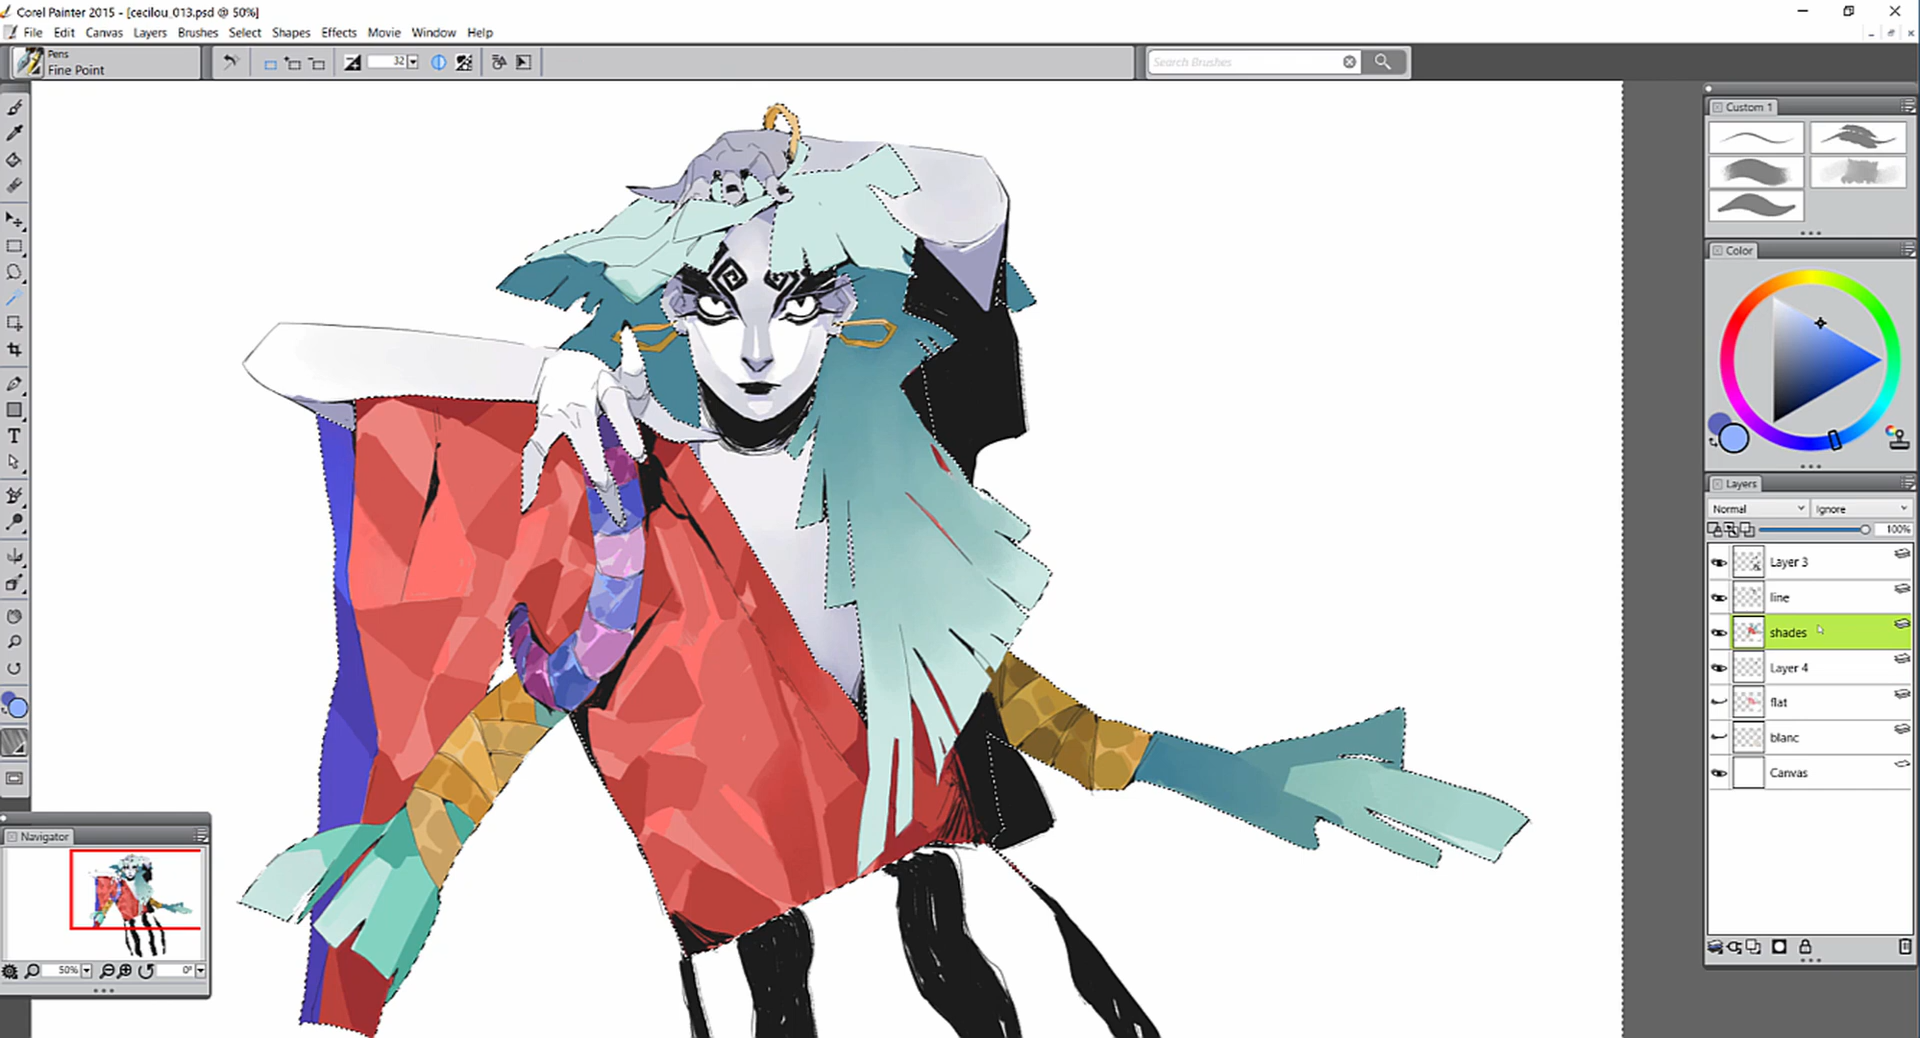 Corel Painter 2015 - [cecilou_013.psd @ 50%]
File Edit Canvas Layers Brushes Select Shapes Effects Movie Window Help
Pens
Fine Point
32
Search Brushes
Custom 1
Color
Layers
Normal Ignore
100%
Layer 3
line
shades
Layer 4
flat
blanc
Canvas
T
Navigator
50% 0°